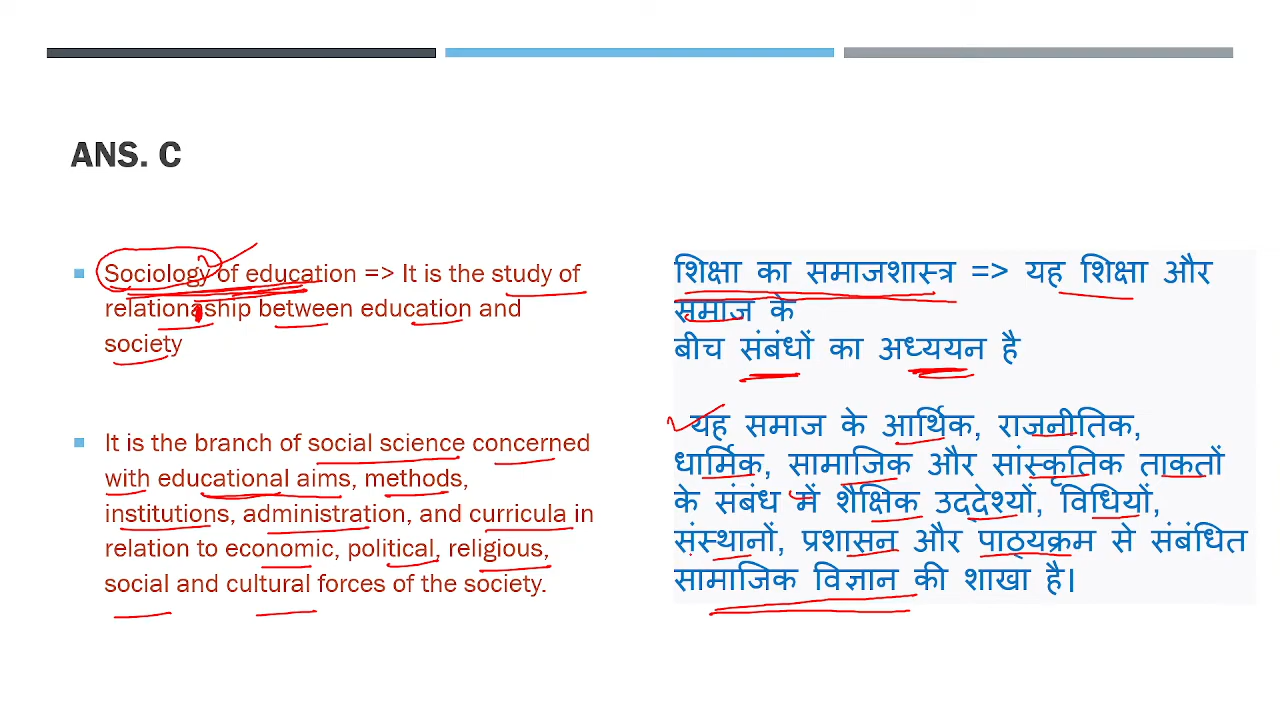 ANS. C
Sociology of education => It is the study of
relationaship between education and
society
It is the branch of social science concerned
with educational aims, methods,
institutions, administration, and curricula in
relation to economic, political, religious,
social and cultural forces of the society.
शिक्षा का समाजशास्त्र => यह शिक्षा और
समाज के
बीच संबंधों का अध्ययन है
यह समाज के आर्थिक, राजनीतिक,
धार्मिक, सामाजिक और सांस्कृतिक ताकतों
के संबंध में शैक्षिक उद्देश्यों, विधियों,
संस्थानों, प्रशासन और पाठ्यक्रम से संबंधित
सामाजिक विज्ञान की शाखा है।